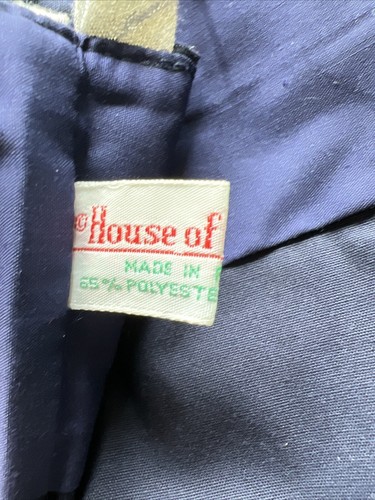 ©House of
MADE IN
65% POLYESTE